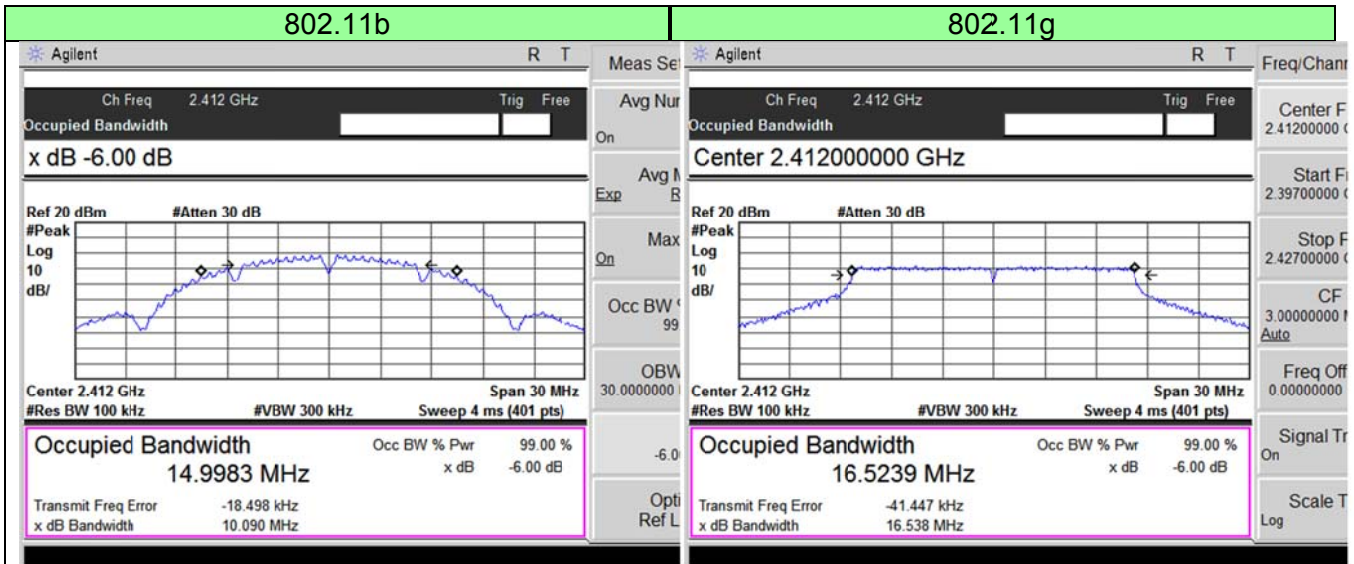 802.11b
802.11g
Agilent R T
Meas Set
Ch Freq 2.412 GHz Trig Free
Occupied Bandwidth
x dB -6.00 dB
Ref 20 dBm #Atten 30 dB
#Peak
Log
10
dB/
Center 2.412 GHz Span 30 MHz
#Res BW 100 kHz #VBW 300 kHz Sweep 4 ms (401 pts)
Occupied Bandwidth Occ BW % Pwr 99.00 %
14.9983 MHz x dB -6.00 dB
Transmit Freq Error -18.498 kHz
x dB Bandwidth 10.090 MHz
On
Exp
Max
On
Occ BW
99
OBW
30.0000000
-6.0
Opti
Ref L
Agilent R T
Freq/Chann
Ch Freq 2.412 GHz Trig Free
Occupied Bandwidth
Center 2.412000000 GHz
Ref 20 dBm #Atten 30 dB
#Peak
Log
10
dB/
Center 2.412 GHz Span 30 MHz
#Res BW 100 kHz #VBW 300 kHz Sweep 4 ms (401 pts)
Occupied Bandwidth Occ BW % Pwr 99.00 %
16.5239 MHz x dB -6.00 dB
Transmit Freq Error -41.447 kHz
x dB Bandwidth 16.538 MHz
Center F
2.41200000
Start F
2.39700000
Stop F
2.42700000
CF
3.00000000
Auto
Freq Off
0.00000000
Signal Tr
On
Scale T
Log